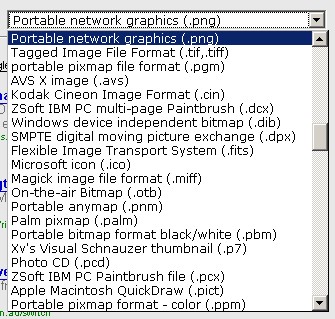 Portable network graphics (.png)
Portable network graphics (.png)
Tagged Image File Format (.tif,.tiff)
portable pixmap file format (.pgm)
AVS X image (.avs)
Kodak Cineon Image Format (.cin)
ZSoft IBM PC multi-page Paintbrush (.dcx)
Windows device independent bitmap (.dib)
SMPTE digital moving picture exchange (.dpx)
Flexible Image Transport System (.fits)
Microsoft icon (.ico)
Magick image file format (.miff)
On-the-air Bitmap (.otb)
Portable anymap (.pnm)
Palm pixmap (.palm)
Portable bitmap format black/white (.pbm)
Xv's Visual Schnauzer thumbnail (.p7)
Photo CD (.pcd)
ZSoft IBM PC Paintbrush file (.pcx)
Apple Macintosh QuickDraw (.pict)
Portable pixmap format - color (.ppm)